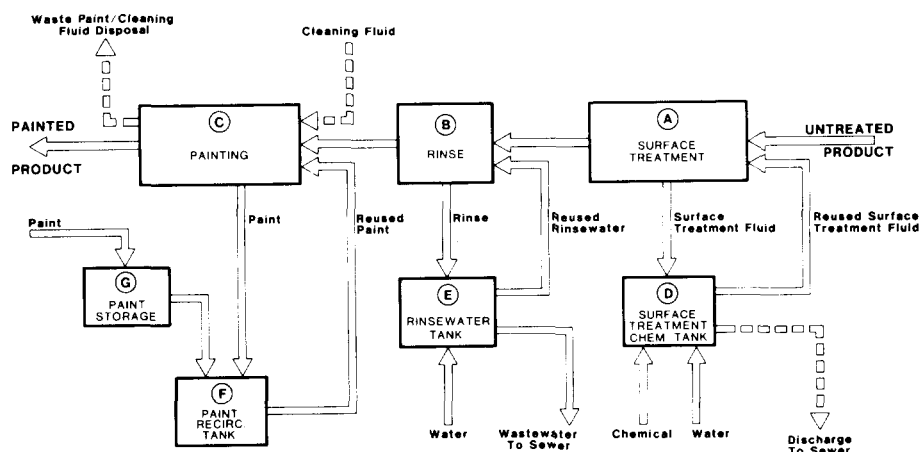 Waste Paint/Cleaning
Fluid Disposal
Cleaning Fluid
C
PAINTING
B
RINSE
A
SURFACE
TREATMENT
PAINTED
PRODUCT
UNTREATED
PRODUCT
Paint
Paint
Reused
Paint
Rinse
Reused
Rinsewater
Surface
Treatment Fluid
Reused Surface
Treatment Fluid
G
PAINT
STORAGE
E
RINSEWATER
TANK
D
SURFACE
TREATMENT
CHEM TANK
F
PAINT
RECIRC.
TANK
Water
Wastewater
To Sewer
Chemical
Water
Discharge
To Sewer